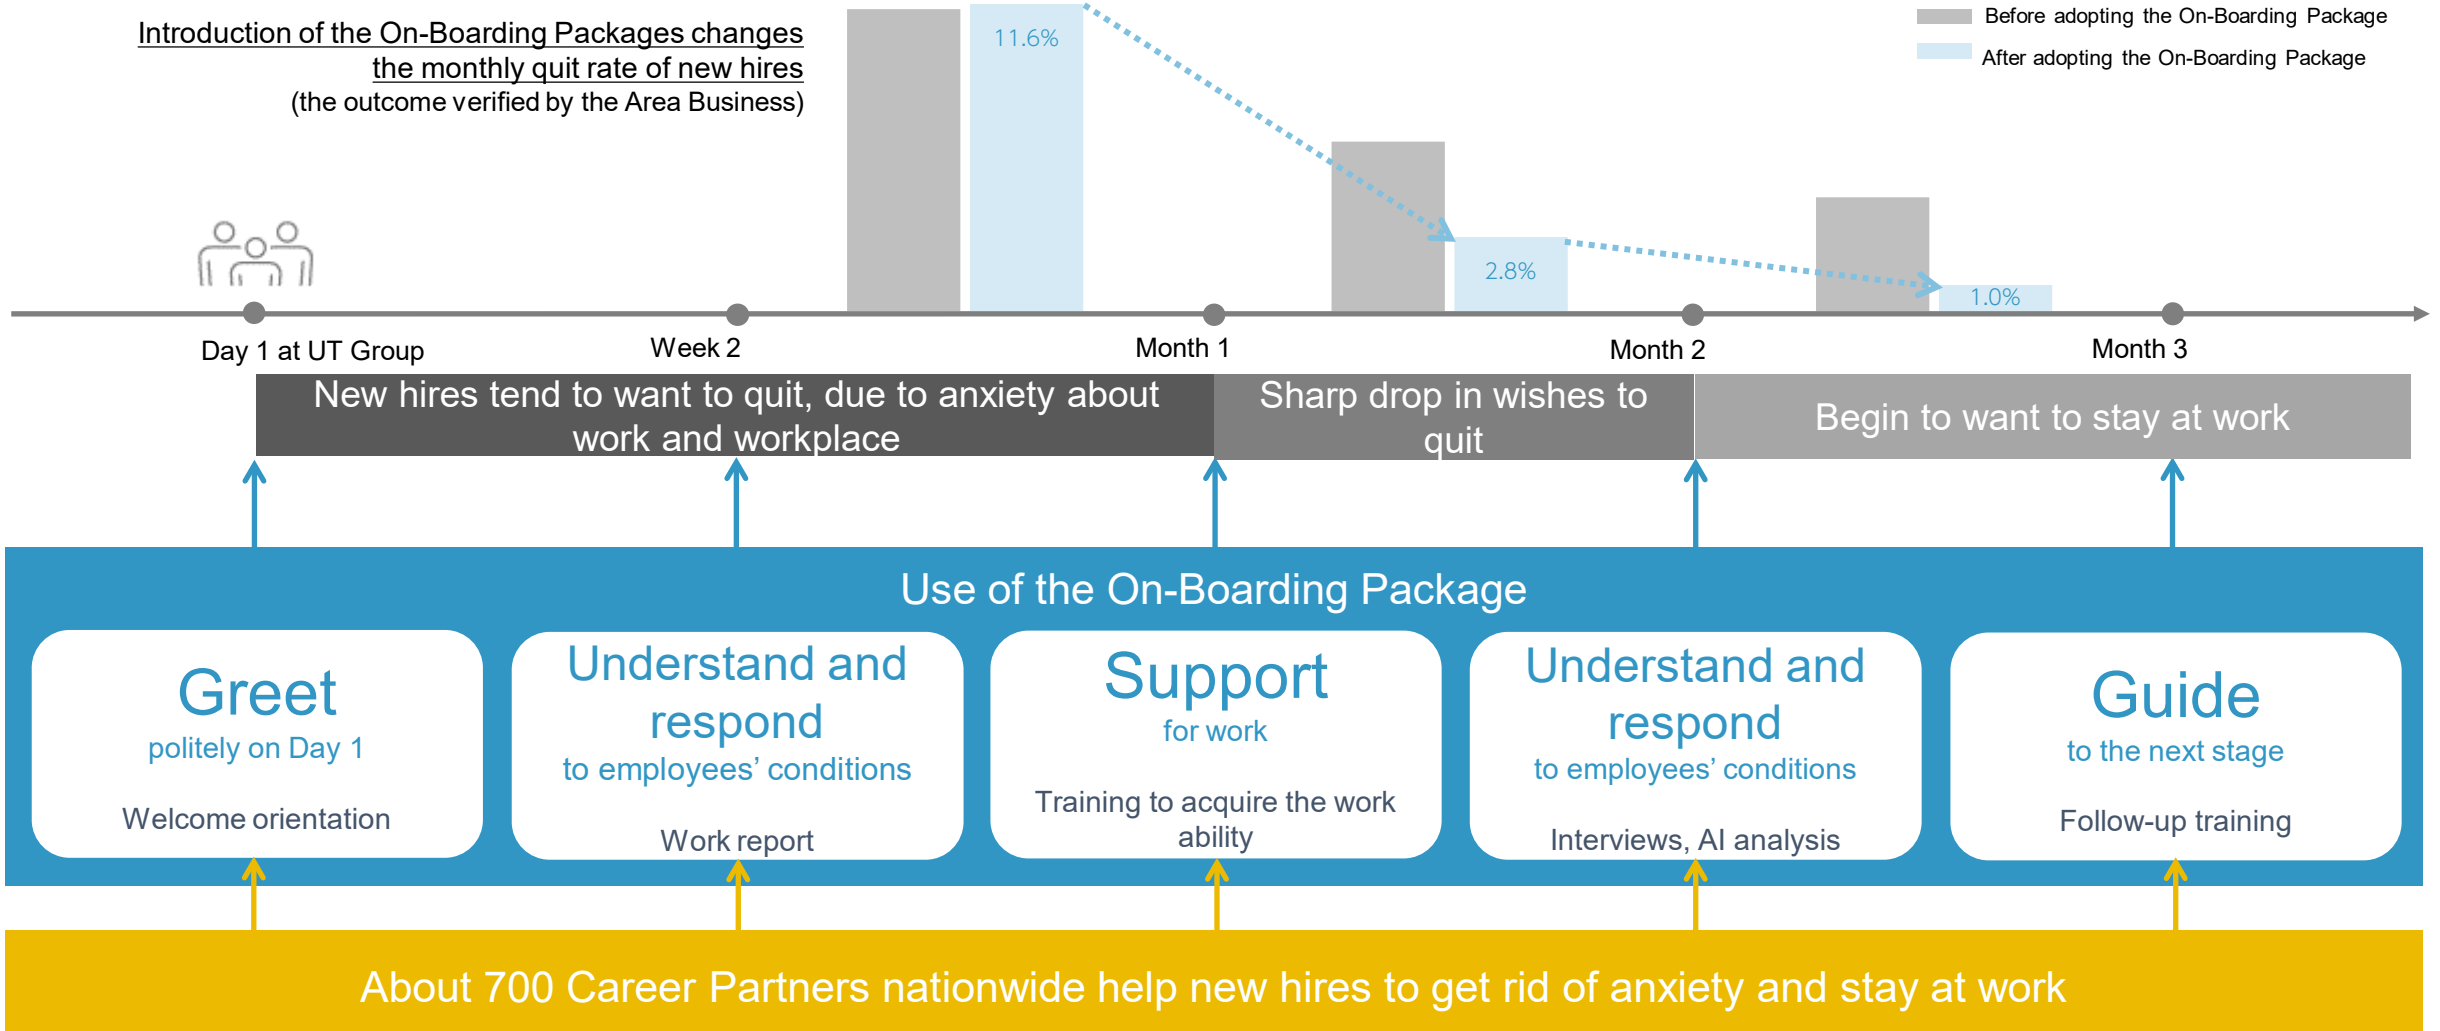 Introduction of the On-Boarding Packages changes
the monthly quit rate of new hires
(the outcome verified by the Area Business)
Before adopting the On-Boarding Package
After adopting the On-Boarding Package
11.6%
2.8%
1.0%
Day 1 at UT Group
Week 2
Month 1
Month 2
Month 3
New hires tend to want to quit, due to anxiety about
work and workplace
Sharp drop in wishes to
quit
Begin to want to stay at work
Use of the On-Boarding Package
Greet
politely on Day 1
Welcome orientation
Understand and
respond
to employees’ conditions
Work report
Support
for work
Training to acquire the work
ability
Understand and
respond
to employees’ conditions
Interviews, AI analysis
Guide
to the next stage
Follow-up training
About 700 Career Partners nationwide help new hires to get rid of anxiety and stay at work